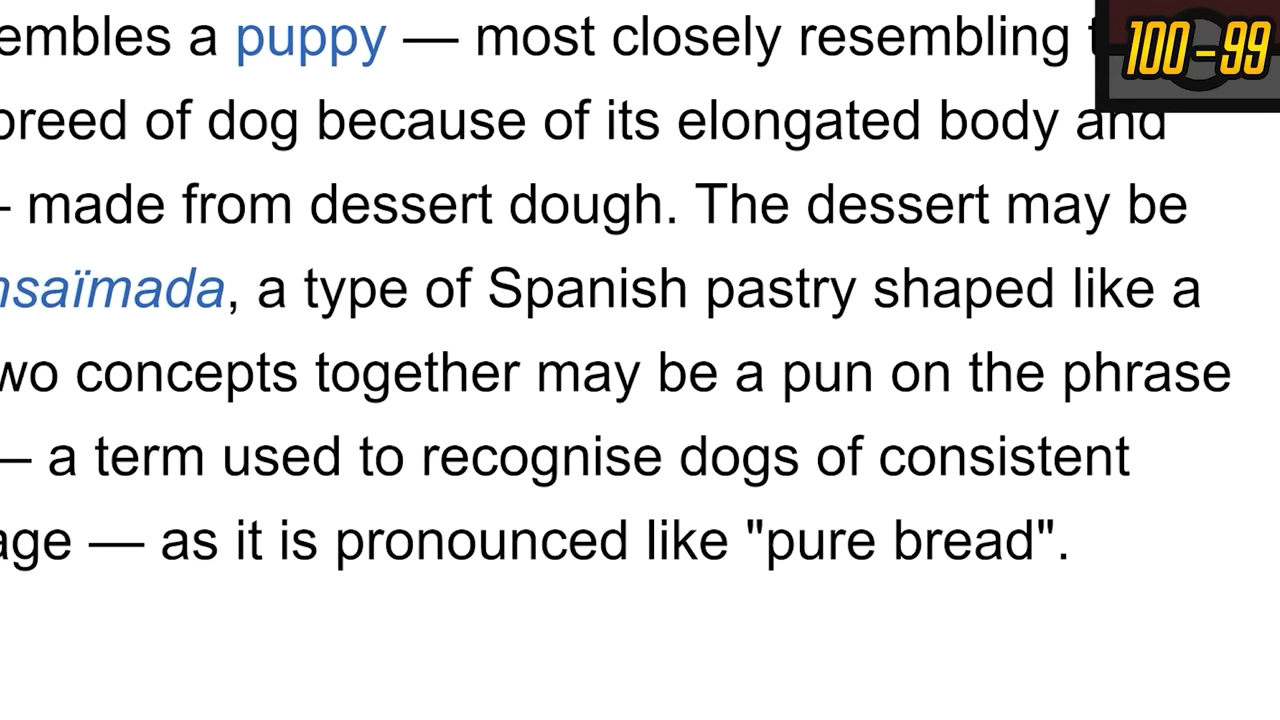 embles a puppy — most closely resembling
100-99
breed of dog because of its elongated body and
- made from dessert dough. The dessert may be
nsaïmada, a type of Spanish pastry shaped like a
wo concepts together may be a pun on the phrase
— a term used to recognise dogs of consistent
age — as it is pronounced like "pure bread".